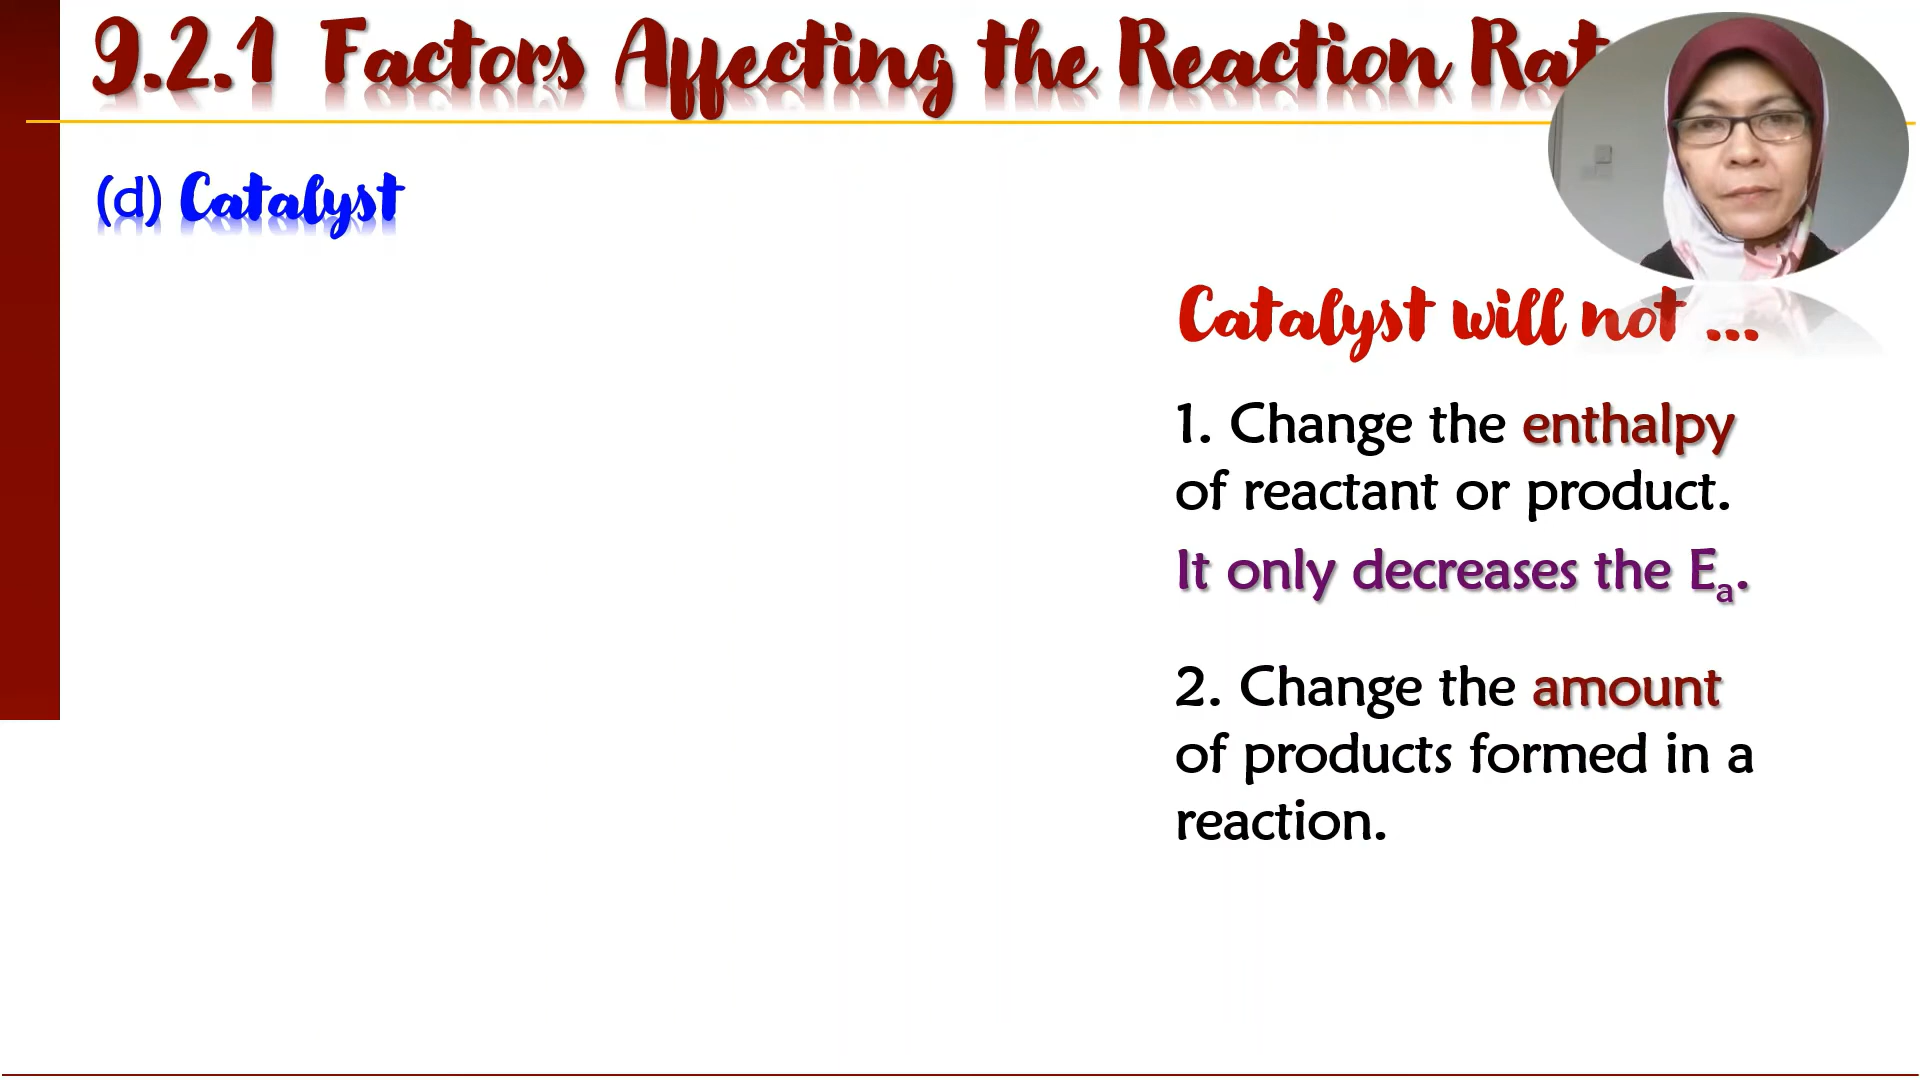 9.2.1 Factors Affecting the Reaction
(d) Catalyst
Catalyst will not ...
1. Change the enthalpy
of reactant or product.
It only decreases the Ea.
2. Change the amount
of products formed in a
reaction.